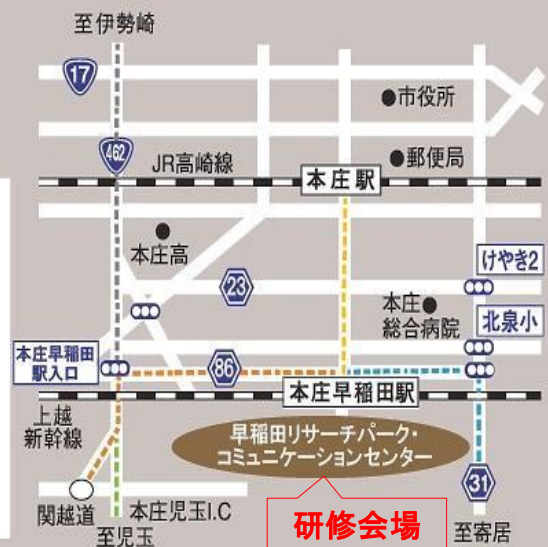 至伊勢崎
17
●市役所
462
JR高崎線
●郵便局
本庄駅
本庄高
けやき2
23
本庄●
総合病院
北泉小
本庄早稲田
駅入口
86
本庄早稲田駅
上越
新幹線
早稲田リサーチパーク・
コミュニケーションセンター
31
関越道
本庄児玉I.C
至児玉
研修会場
至寄居